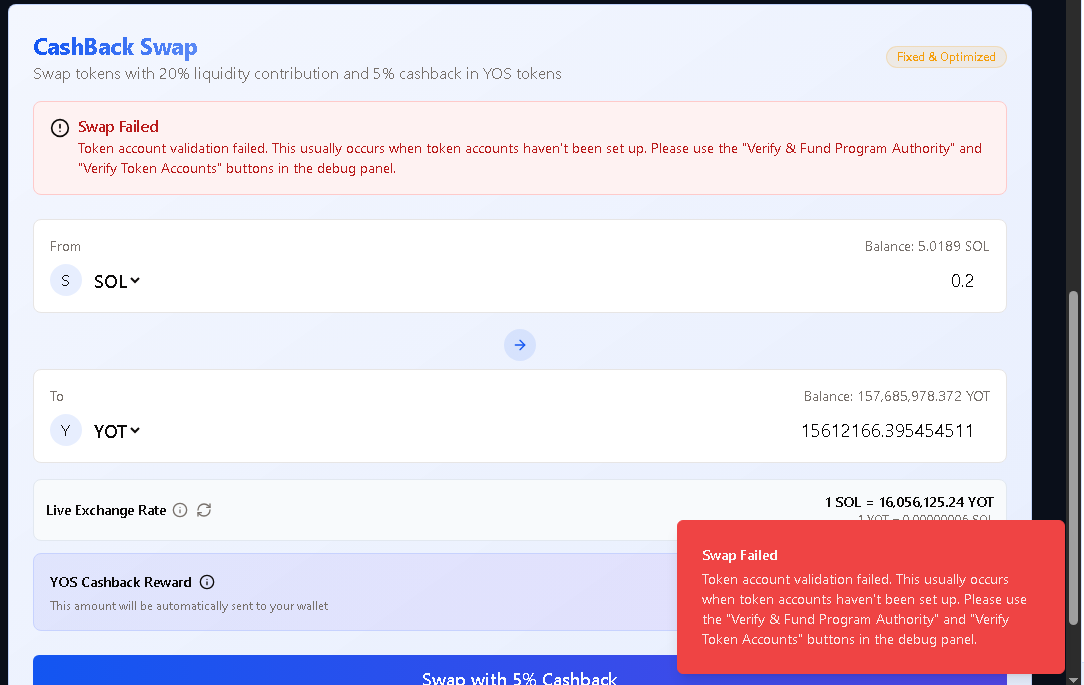 CashBack Swap
Swap tokens with 20% liquidity contribution and 5% cashback in YOS tokens
Fixed & Optimized
Swap Failed
Token account validation failed. This usually occurs when token accounts haven't been set up. Please use the "Verify & Fund Program Authority" and
"Verify Token Accounts" buttons in the debug panel.
From
Balance: 5.0189 SOL
S
SOL
0.2
To
Balance: 157,685,978.372 YOT
Y
YOT
15612166.395454511
Live Exchange Rate
1 SOL = 16,056,125.24 YOT
1 YOT = 0.00000006 SOL
YOS Cashback Reward
This amount will be automatically sent to your wallet
Swap Failed
Token account validation failed. This usually occurs
when token accounts haven't been set up. Please use
the "Verify & Fund Program Authority" and "Verify
Token Accounts" buttons in the debug panel.
Swap with 5% Cashback